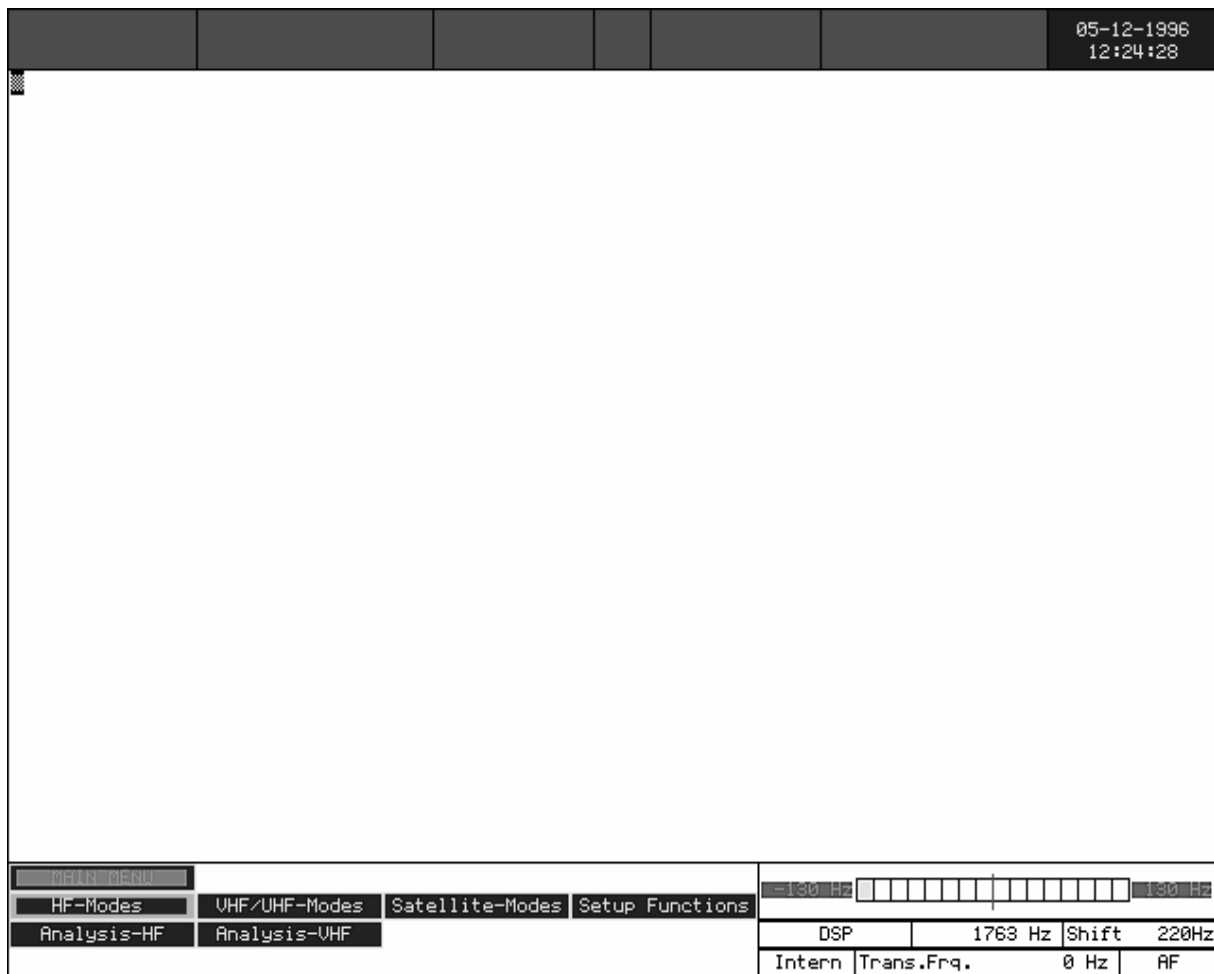 05-12-1996
12:24:28
MAIN MENU
-130 Hz 130 Hz
HF-Modes VHF/UHF-Modes Satellite-Modes Setup Functions
Analysis-HF Analysis-VHF
DSP 1763 Hz Shift 220Hz
Intern Trans.Frq. 0 Hz AF